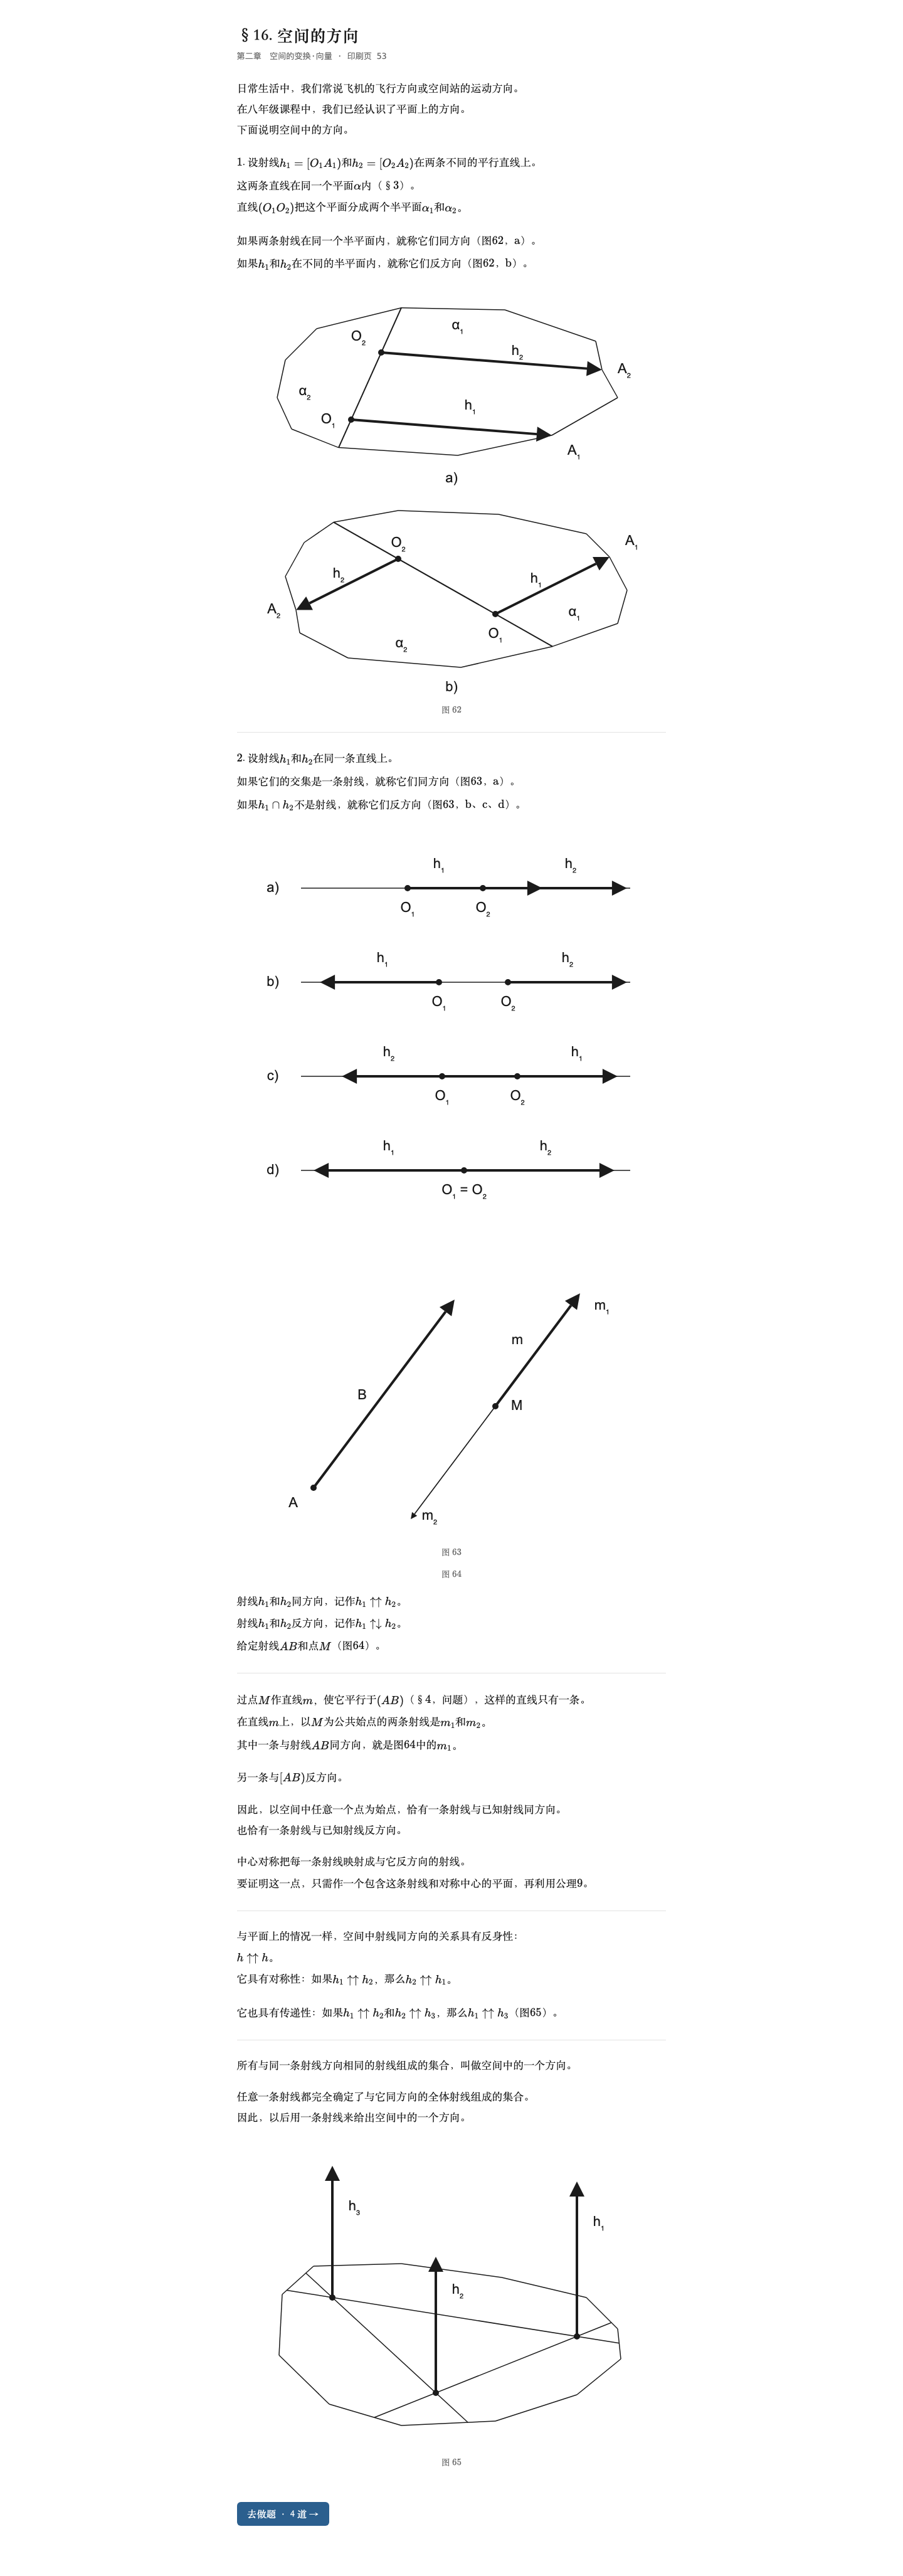 §16. 空间的方向
第二章 空间的变换·向量 · 印刷页 53
日常生活中，我们常说飞机的飞行方向或空间站的运动方向。
在八年级课程中，我们已经认识了平面上的方向。
下面说明空间中的方向。
1. 设射线h₁ = [O₁A₁)和h₂ = [O₂A₂)在两条不同的平行直线上。
这两条直线在同一个平面α内（§3）。
直线(O₁O₂)把这个平面分成两个半平面α₁和α₂。
如果两条射线在同一个半平面内，就称它们同方向（图62，a）。
如果h₁和h₂在不同的半平面内，就称它们反方向（图62，b）。
α₁
O₂
h₂
A₂
α₂
h₁
O₁
A₁
a)
A₁
O₂
h₂
h₁
A₂
α₁
O₁
α₂
b)
图 62
2. 设射线h₁和h₂在同一条直线上。
如果它们的交集是一条射线，就称它们同方向（图63，a）。
如果h₁ ∩ h₂不是射线，就称它们反方向（图63，b、c、d）。
h₁ h₂
a)
O₁ O₂
h₁ h₂
b)
O₁ O₂
h₂ h₁
c)
O₁ O₂
h₁ h₂
d)
O₁ = O₂
m₁
m
B
M
A
m₂
图 63
图 64
射线h₁和h₂同方向，记作h₁ ⇈ h₂。
射线h₁和h₂反方向，记作h₁ ↑↓ h₂。
给定射线AB和点M（图64）。
过点M作直线m，使它平行于(AB)（§4，问题），这样的直线只有一条。
在直线m上，以M为公共始点的两条射线是m₁和m₂。
其中一条与射线AB同方向，就是图64中的m₁。
另一条与[AB)反方向。
因此，以空间中任意一个点为始点，恰有一条射线与已知射线同方向。
也恰有一条射线与已知射线反方向。
中心对称把每一条射线映射成与它反方向的射线。
要证明这一点，只需作一个包含这条射线和对称中心的平面，再利用公理9。
与平面上的情况一样，空间中射线同方向的关系具有反身性：
h ⇈ h。
它具有对称性：如果h₁ ⇈ h₂，那么h₂ ⇈ h₁。
它也具有传递性：如果h₁ ⇈ h₂和h₂ ⇈ h₃，那么h₁ ⇈ h₃（图65）。
所有与同一条射线方向相同的射线组成的集合，叫做空间中的一个方向。
任意一条射线都完全确定了与它同方向的全体射线组成的集合。
因此，以后用一条射线来给出空间中的一个方向。
h₃
h₁
h₂
图 65
去做题 · 4 道 →